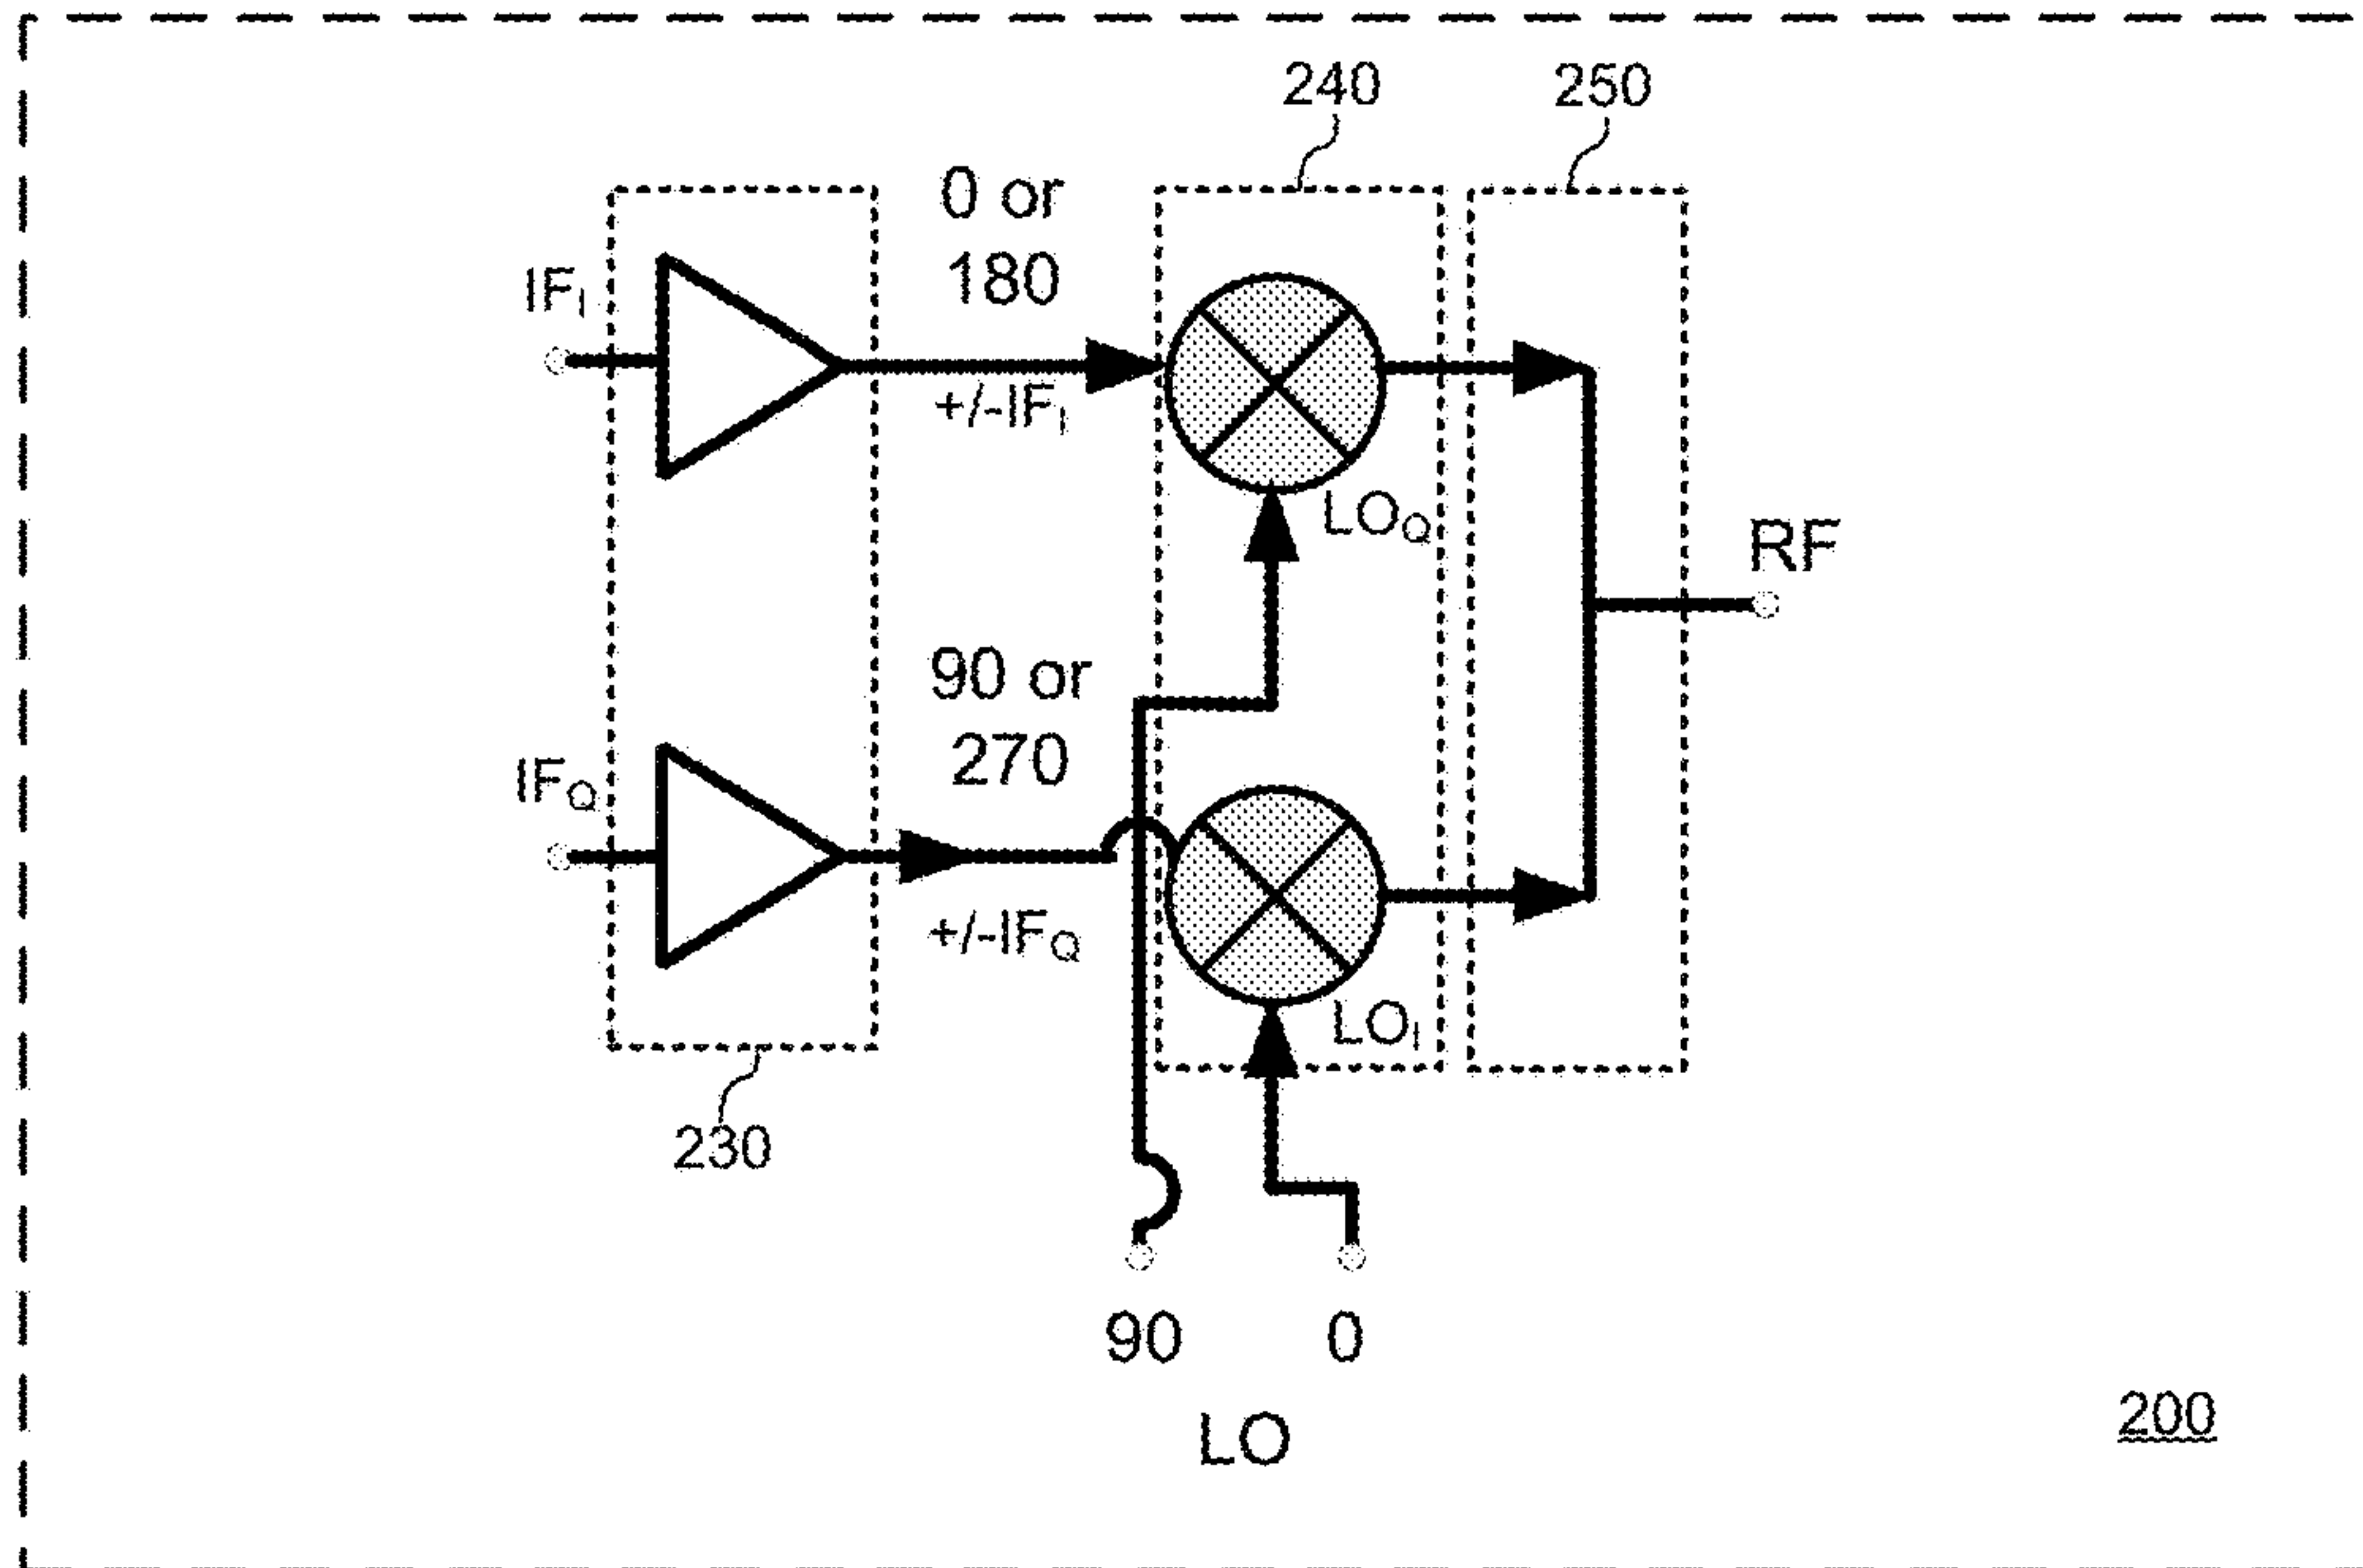 240
250
0 or
180
IFI
+/-IFI
LOQ
RF
90 or
270
IFQ
+/-IFQ
LOI
230
90
0
LO
200